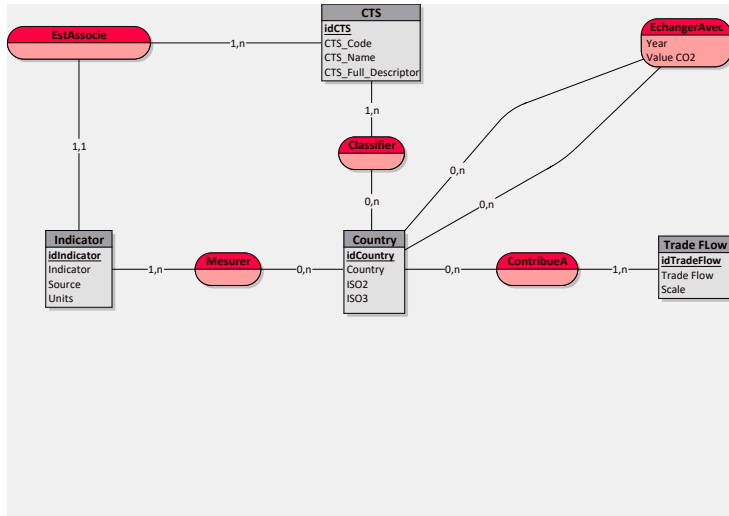 CTS
idCTS
CTS_Code
CTS_Name
CTS_Full_Descriptor
EstAssocie
1,n
EchangerAvec
Year
Value CO2
1,n
1,1
Classifier
0,n
0,n
0,n
Indicator
idIndicator
Indicator
Source
Units
1,n
Mesurer
0,n
Country
idCountry
Country
ISO2
ISO3
0,n
ContribueA
1,n
Trade FLow
idTradeFlow
Trade Flow
Scale